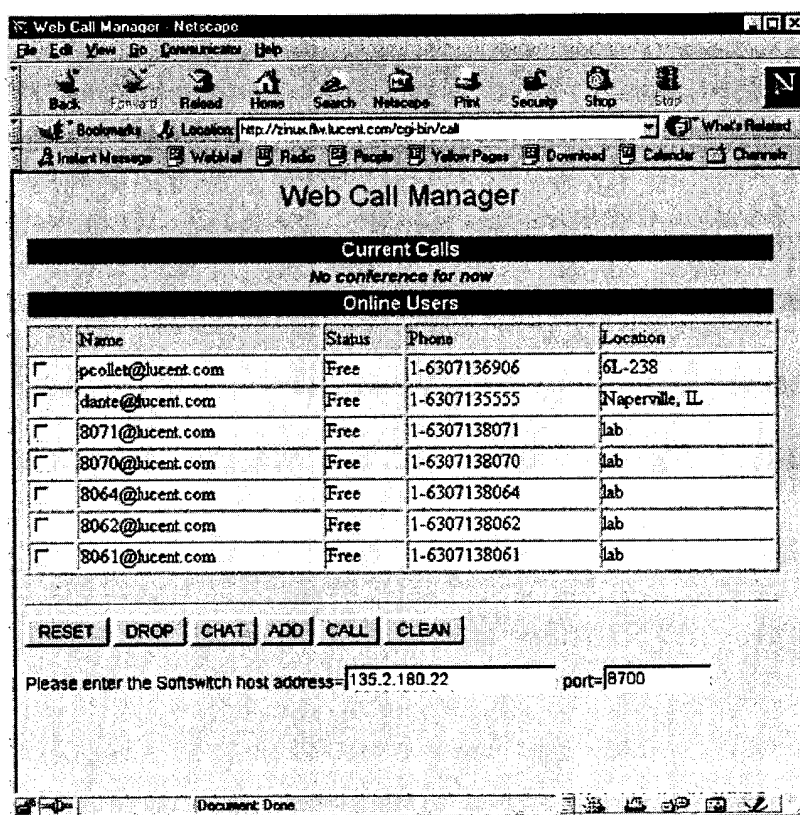 Web Call Manager - Netscape
File Edit View Go Communicator Help
Back Forward Reload Home Search Netscape Print Security Shop Stop
N
Bookmarks Location: http://zinux.flw.lucent.com/cgi-bin/call What's Related
Instant Message WebMail Radio People Yellow Pages Download Calendar Channels
Web Call Manager
Current Calls
No conference for now
Online Users
Name Status Phone Location
pcollet@lucent.com Free 1-6307136906 6L-238
dante@lucent.com Free 1-6307135555 Naperville, IL
8071@lucent.com Free 1-6307138071 lab
8070@lucent.com Free 1-6307138070 lab
8064@lucent.com Free 1-6307138064 lab
8062@lucent.com Free 1-6307138062 lab
8061@lucent.com Free 1-6307138061 lab
RESET DROP CHAT ADD CALL CLEAN
Please enter the Softswitch host address= 135.2.180.22 port= 8700
Document: Done